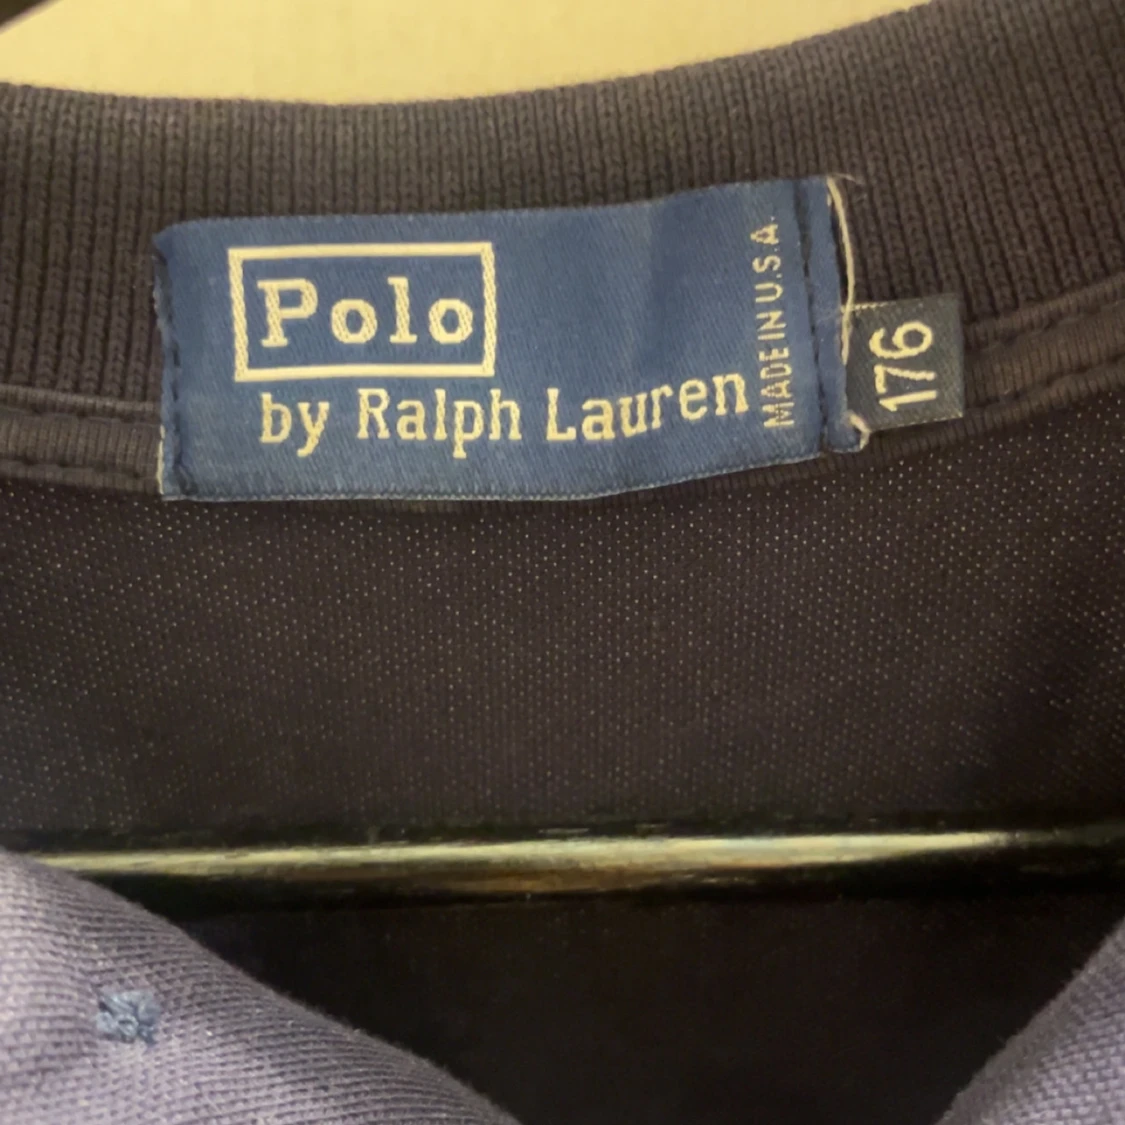 Polo
by Ralph Lauren
MADE IN U.S.A.
176